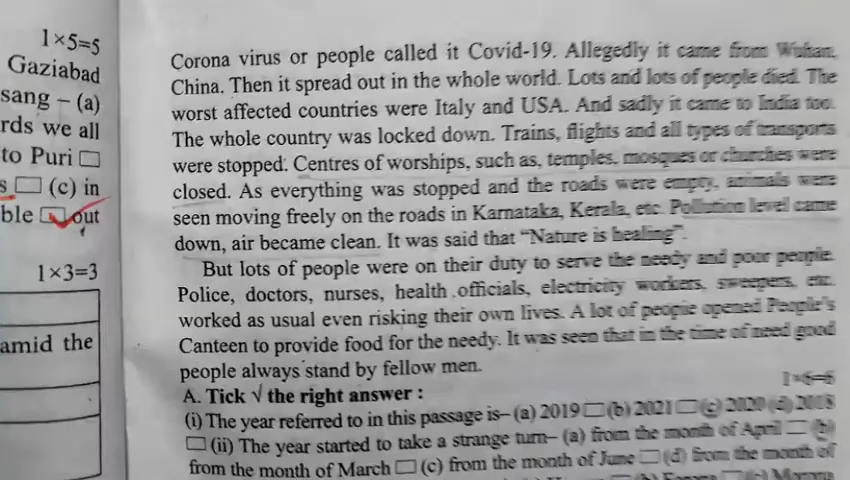 1×5=5
Gaziabad
sang – (a)
rds we all
to Puri □
s □ (c) in
ble □ out
1×3=3
amid the
Corona virus or people called it Covid-19. Allegedly it came from Wuhan,
China. Then it spread out in the whole world. Lots and lots of people died. The
worst affected countries were Italy and USA. And sadly it came to India too.
The whole country was locked down. Trains, flights and all types of transports
were stopped. Centres of worships, such as, temples, mosques or churches were
closed. As everything was stopped and the roads were empty, animals were
seen moving freely on the roads in Karnataka, Kerala, etc. Pollution level came
down, air became clean. It was said that “Nature is healing”.
But lots of people were on their duty to serve the needy and poor people.
Police, doctors, nurses, health officials, electricity workers, sweepers, etc.
worked as usual even risking their own lives. A lot of people opened People's
Canteen to provide food for the needy. It was seen that in the time of need good
people always stand by fellow men.
A. Tick √ the right answer :
(i) The year referred to in this passage is– (a) 2019 □ (b) 2021 □ (c) 2020 (d) 2018
□ (ii) The year started to take a strange turn– (a) from the month of April □ (b)
from the month of March □ (c) from the month of June □ (d) from the month of